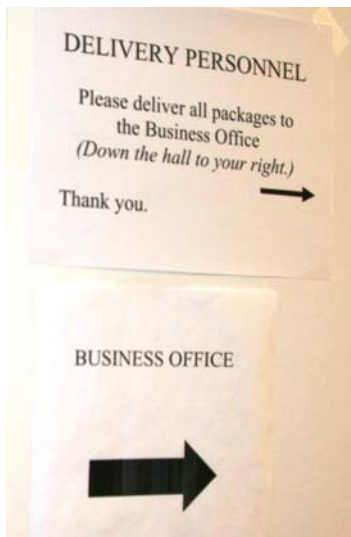 DELIVERY PERSONNEL
Please deliver all packages to
the Business Office
(Down the hall to your right.)
Thank you.
BUSINESS OFFICE